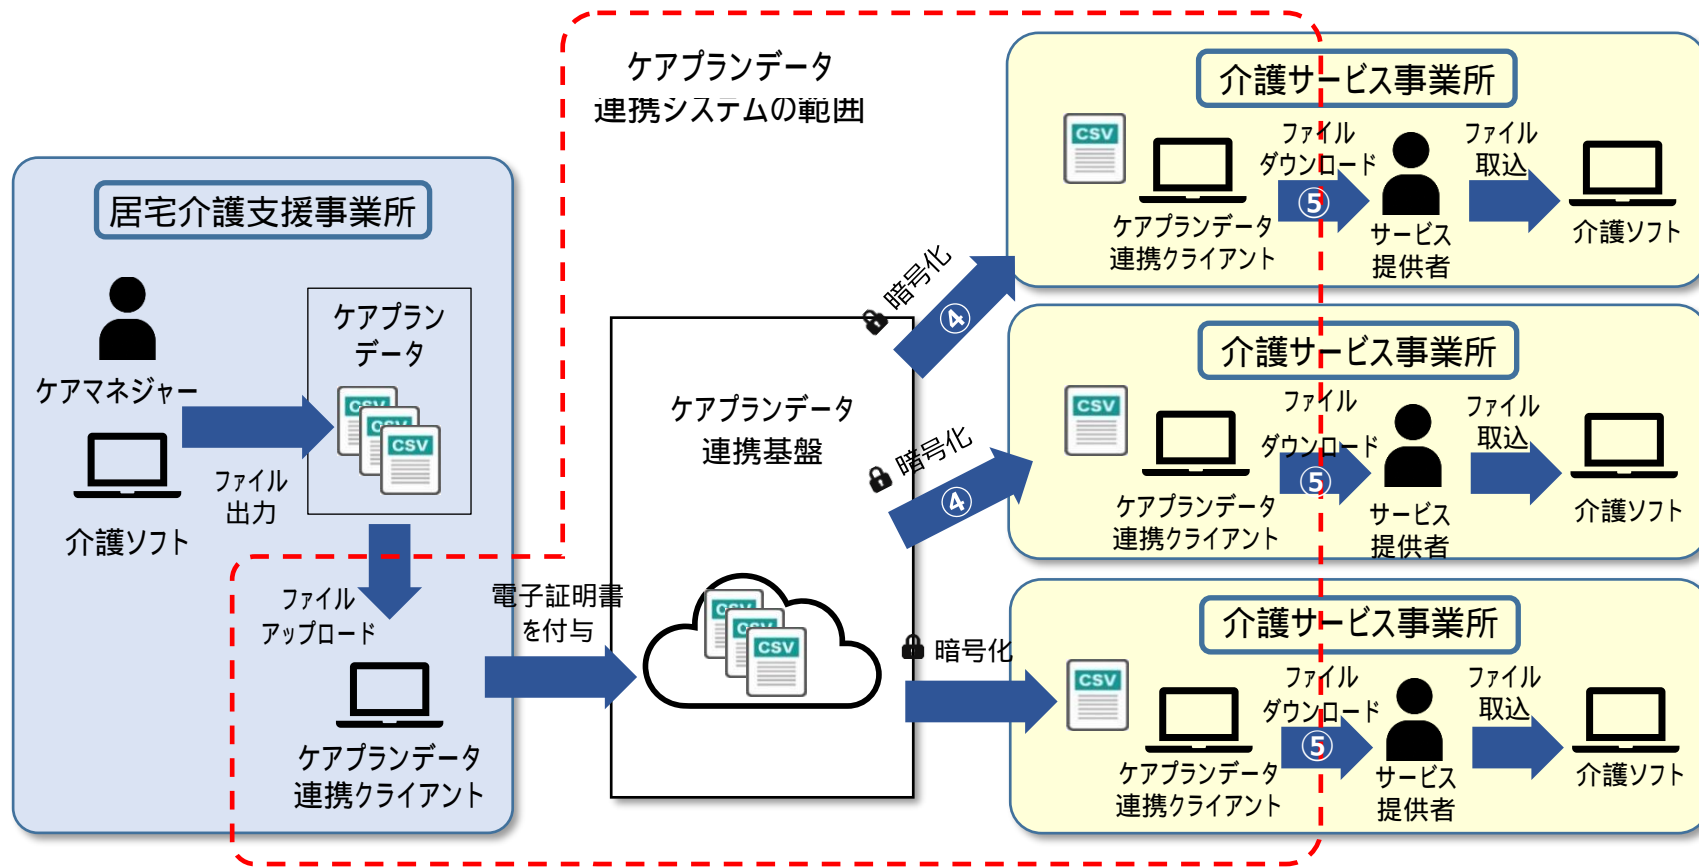 ケアプランデータ
連携システムの範囲
居宅介護支援事業所
ケアマネジャー
介護ソフト
ファイル
出力
ケアプラン
データ
CSV
CSV
CSV
ファイル
アップロード
ケアプランデータ
連携クライアント
電子証明書
を付与
ケアプランデータ
連携基盤
CSV
CSV
CSV
暗号化
④
暗号化
④
暗号化
介護サービス事業所
CSV
ケアプランデータ
連携クライアント
ファイル
ダウンロード
⑤
サービス
提供者
ファイル
取込
介護ソフト
介護サービス事業所
CSV
ケアプランデータ
連携クライアント
ファイル
ダウンロード
⑤
サービス
提供者
ファイル
取込
介護ソフト
介護サービス事業所
CSV
ケアプランデータ
連携クライアント
ファイル
ダウンロード
⑤
サービス
提供者
ファイル
取込
介護ソフト